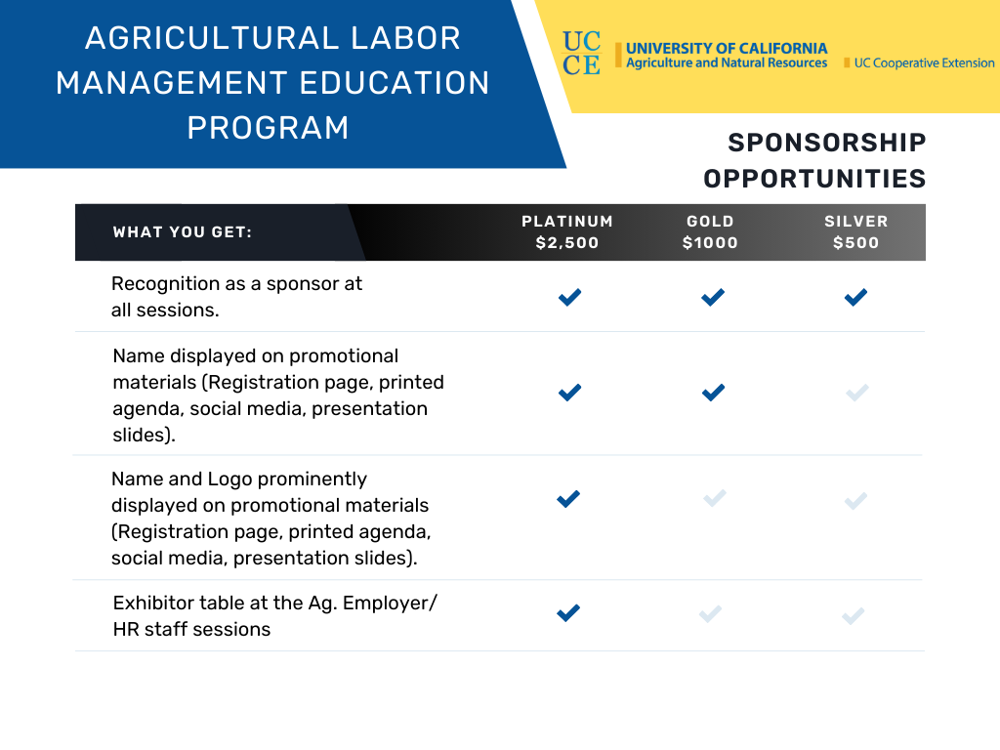 AGRICULTURAL LABOR
MANAGEMENT EDUCATION
PROGRAM
UC
CE
UNIVERSITY OF CALIFORNIA
Agriculture and Natural Resources
UC Cooperative Extension
SPONSORSHIP
OPPORTUNITIES
WHAT YOU GET:
PLATINUM
$2,500
GOLD
$1000
SILVER
$500
Recognition as a sponsor at
all sessions.
Name displayed on promotional
materials (Registration page, printed
agenda, social media, presentation
slides).
Name and Logo prominently
displayed on promotional materials
(Registration page, printed agenda,
social media, presentation slides).
Exhibitor table at the Ag. Employer/
HR staff sessions